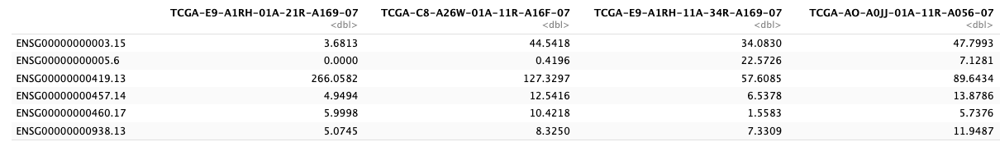 TCGA-E9-A1RH-01A-21R-A169-07 TCGA-C8-A26W-01A-11R-A16F-07 TCGA-E9-A1RH-11A-34R-A169-07 TCGA-AO-A0JJ-01A-11R-A056-07
<dbl> <dbl> <dbl> <dbl>
ENSG00000000003.15 3.6813 44.5418 34.0830 47.7993
ENSG00000000005.6 0.0000 0.4196 22.5726 7.1281
ENSG00000000419.13 266.0582 127.3297 57.6085 89.6434
ENSG00000000457.14 4.9494 12.5416 6.5378 13.8786
ENSG00000000460.17 5.9998 10.4218 1.5583 5.7376
ENSG00000000938.13 5.0745 8.3250 7.3309 11.9487